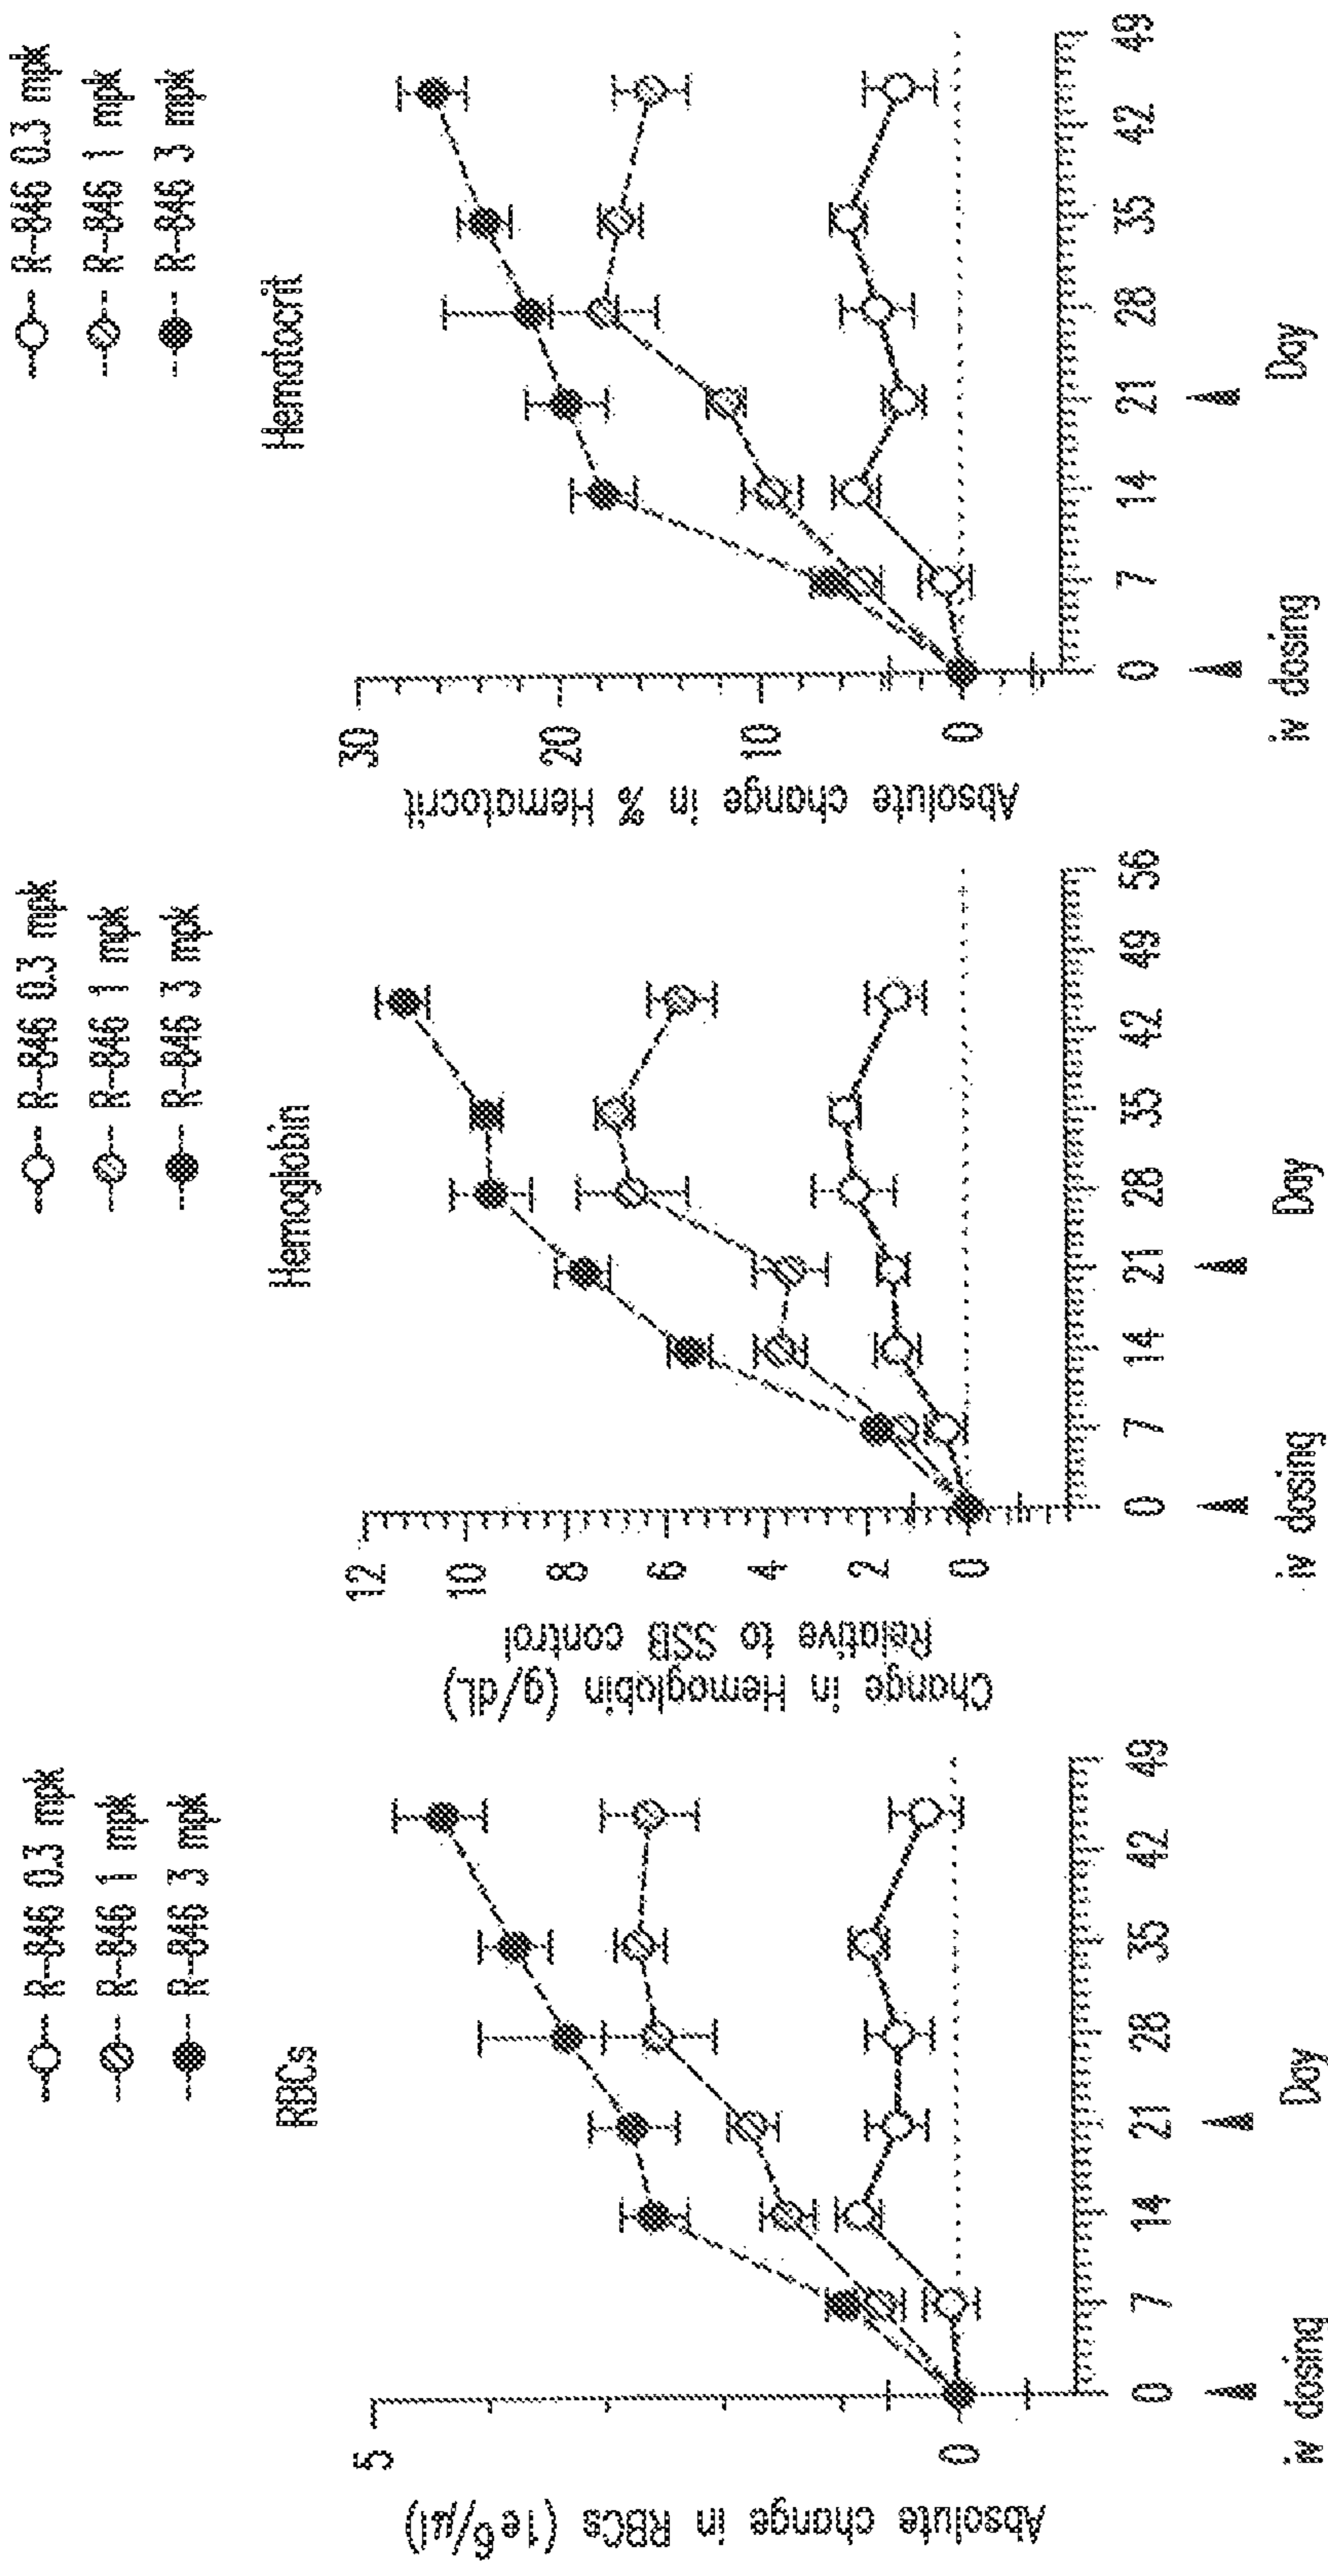 R-846 0.3 mpk
R-846 1 mpk
R-846 3 mpk
RBCs
Absolute change in RBCs (1e6/μl)
5
0
0 7 14 21 28 35 42 49
iv dosing
Day
R-846 0.3 mpk
R-846 1 mpk
R-846 3 mpk
Hemoglobin
Change in Hemoglobin (g/dL)
Relative to SSB control
12
10
8
6
4
2
0
0 7 14 21 28 35 42 49 56
iv dosing
Day
R-846 0.3 mpk
R-846 1 mpk
R-846 3 mpk
Hematocrit
Absolute change in % Hematocrit
30
20
10
0
0 7 14 21 28 35 42 49
iv dosing
Day